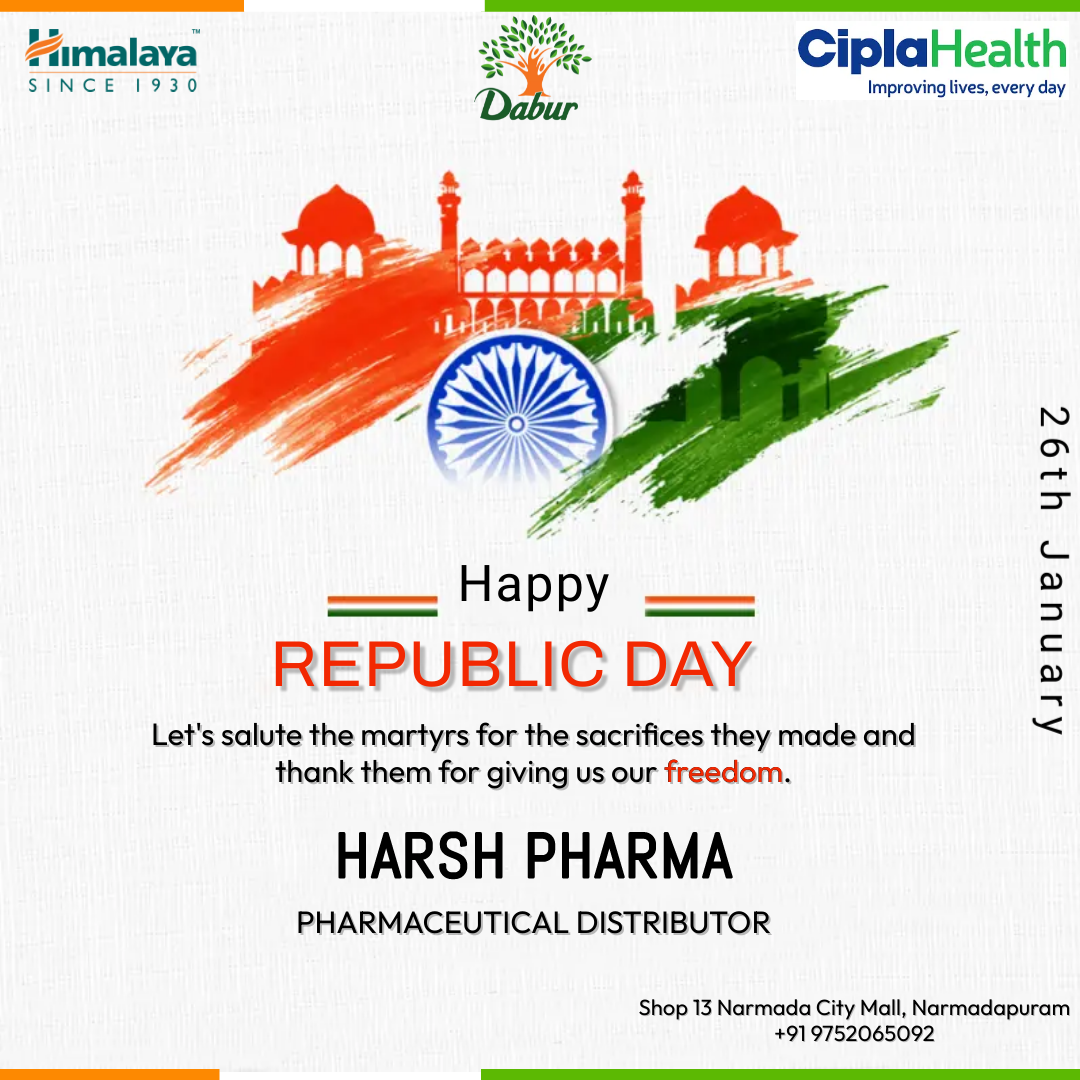 Himalaya™
SINCE 1930
Dabur
CiplaHealth
Improving lives, every day
26th January
Happy
REPUBLIC DAY
Let's salute the martyrs for the sacrifices they made and
thank them for giving us our freedom.
HARSH PHARMA
PHARMACEUTICAL DISTRIBUTOR
Shop 13 Narmada City Mall, Narmadapuram
+91 9752065092